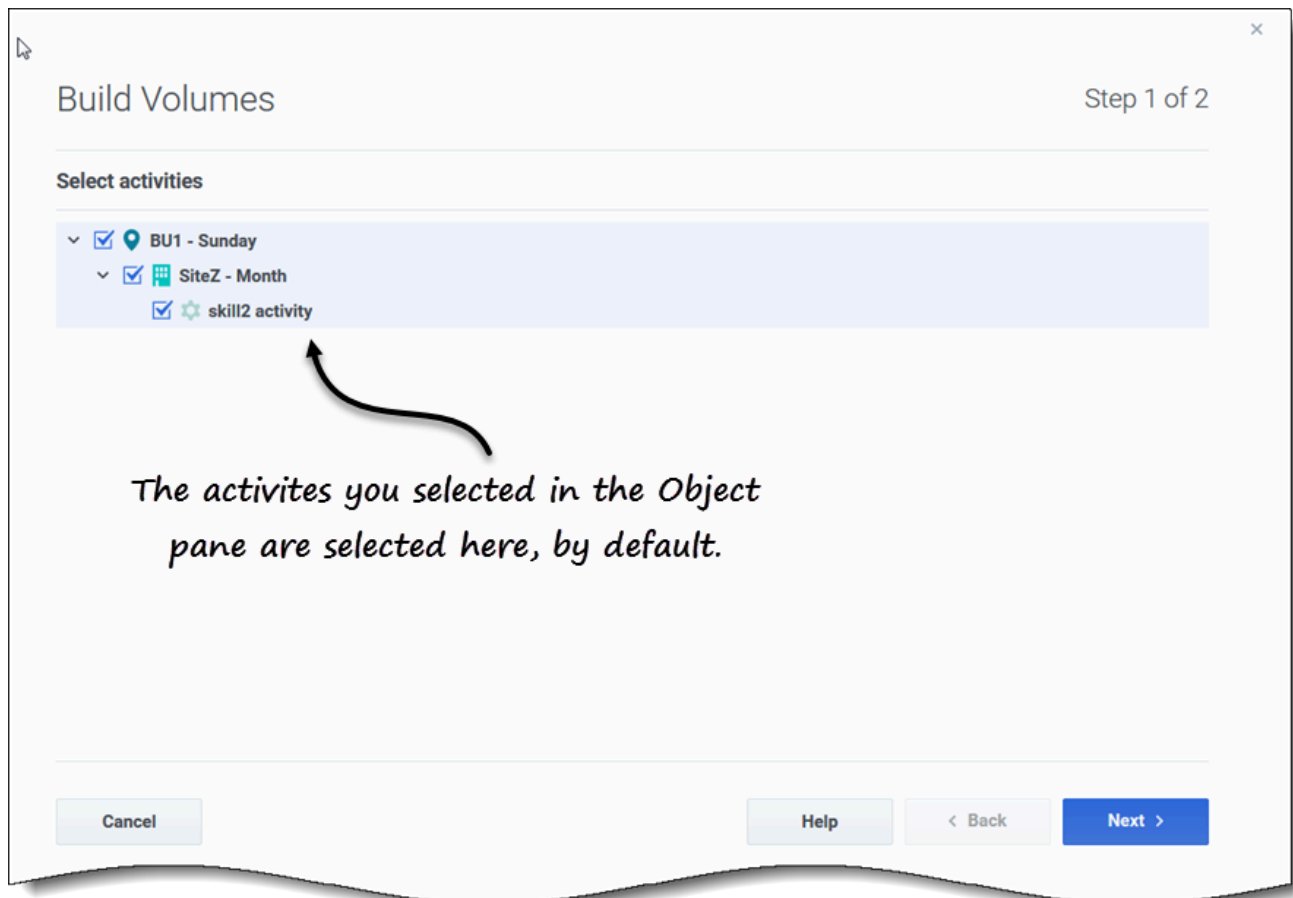 Build Volumes
Step 1 of 2
Select activities
BU1 - Sunday
SiteZ - Month
skill2 activity
The activites you selected in the Object
pane are selected here, by default.
Cancel
Help
< Back
Next >